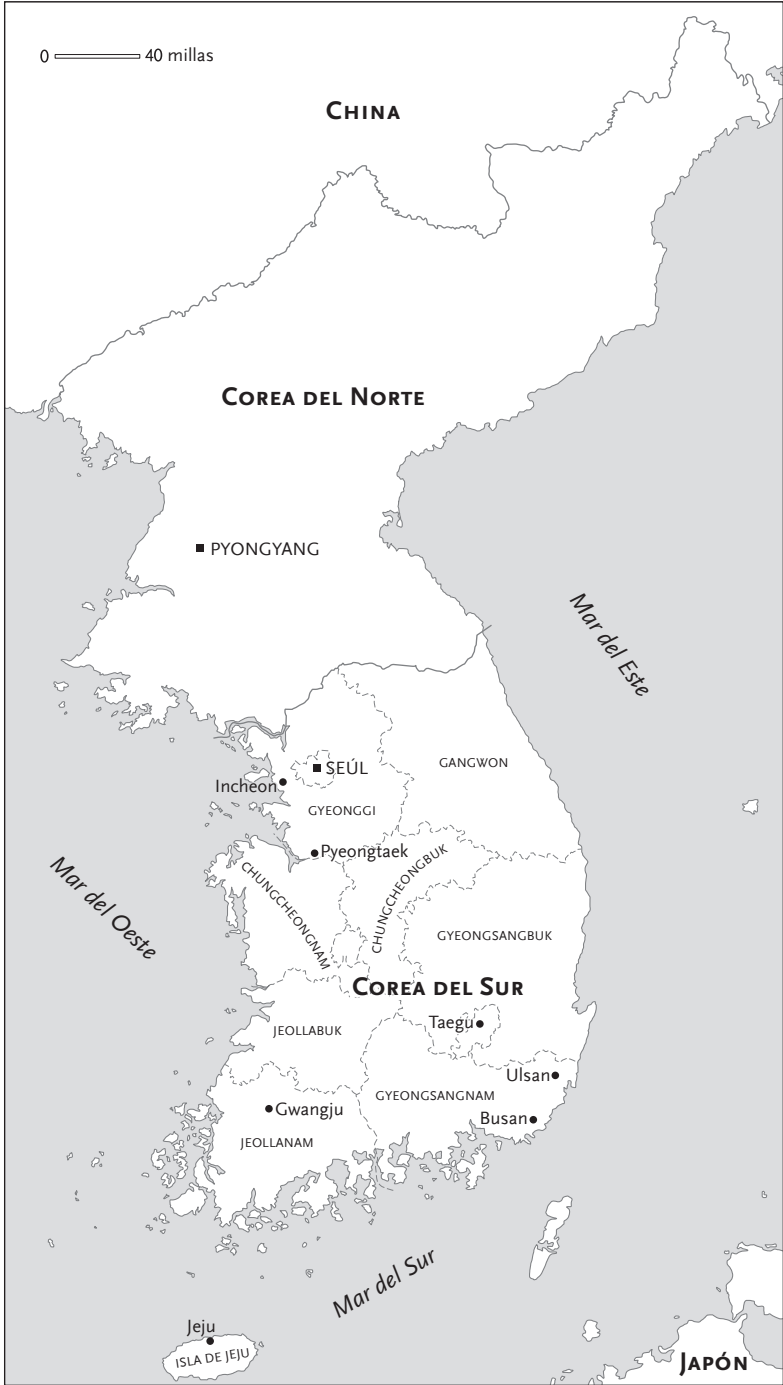 0 40 millas
CHINA
COREA DEL NORTE
PYONGYANG
Mar del Este
SEÚL
GANGWON
Incheon
GYEONGGI
Pyeongtaek
CHUNGCHEONGNAM
CHUNGCHEONGBUK
Mar del Oeste
GYEONGSANGBUK
COREA DEL SUR
Taegu
JEOLLABUK
Ulsan
GYEONGSANGNAM
Gwangju
Busan
JEOLLANAM
Mar del Sur
Jeju
ISLA DE JEJU
JAPÓN